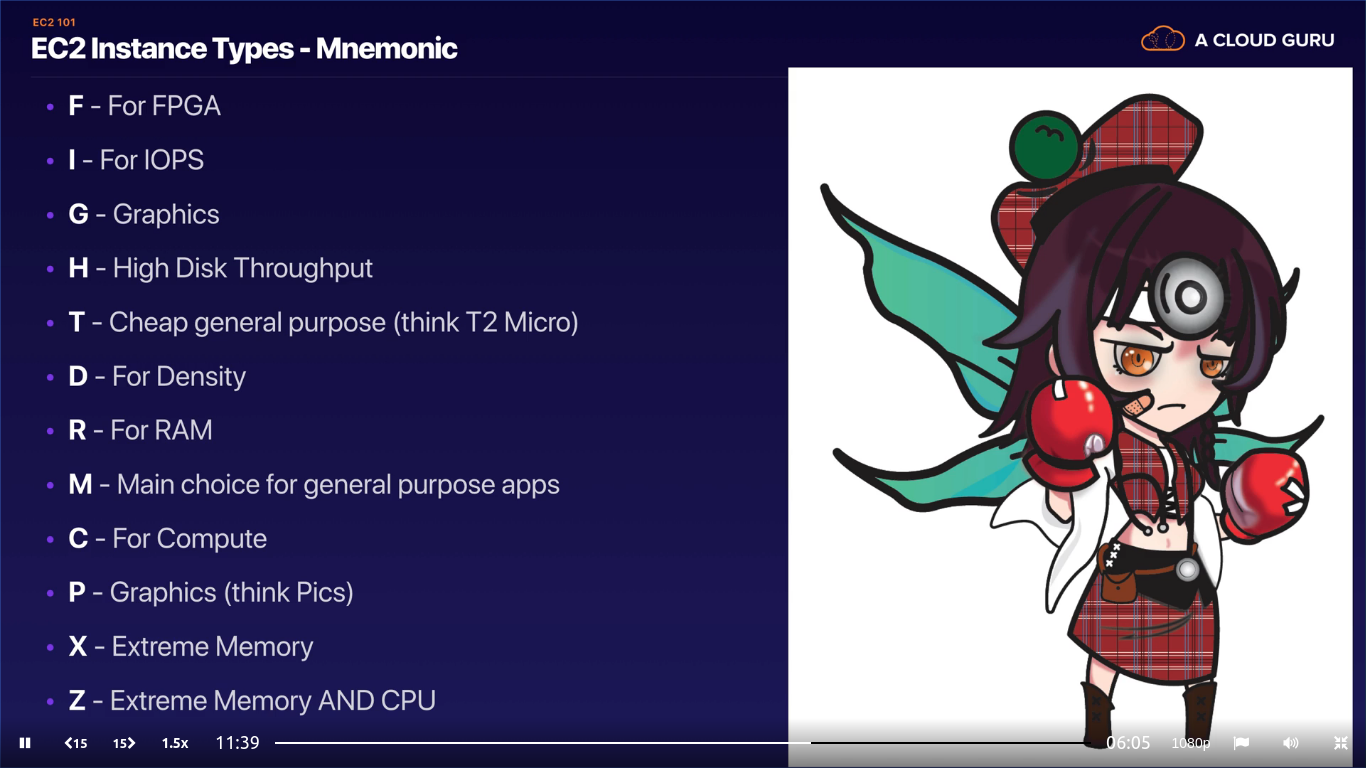 EC2 101
EC2 Instance Types - Mnemonic
A CLOUD GURU
F - For FPGA
I - For IOPS
G - Graphics
H - High Disk Throughput
T - Cheap general purpose (think T2 Micro)
D - For Density
R - For RAM
M - Main choice for general purpose apps
C - For Compute
P - Graphics (think Pics)
X - Extreme Memory
Z - Extreme Memory AND CPU
15 15 1.5x 11:39 06:05 1080p